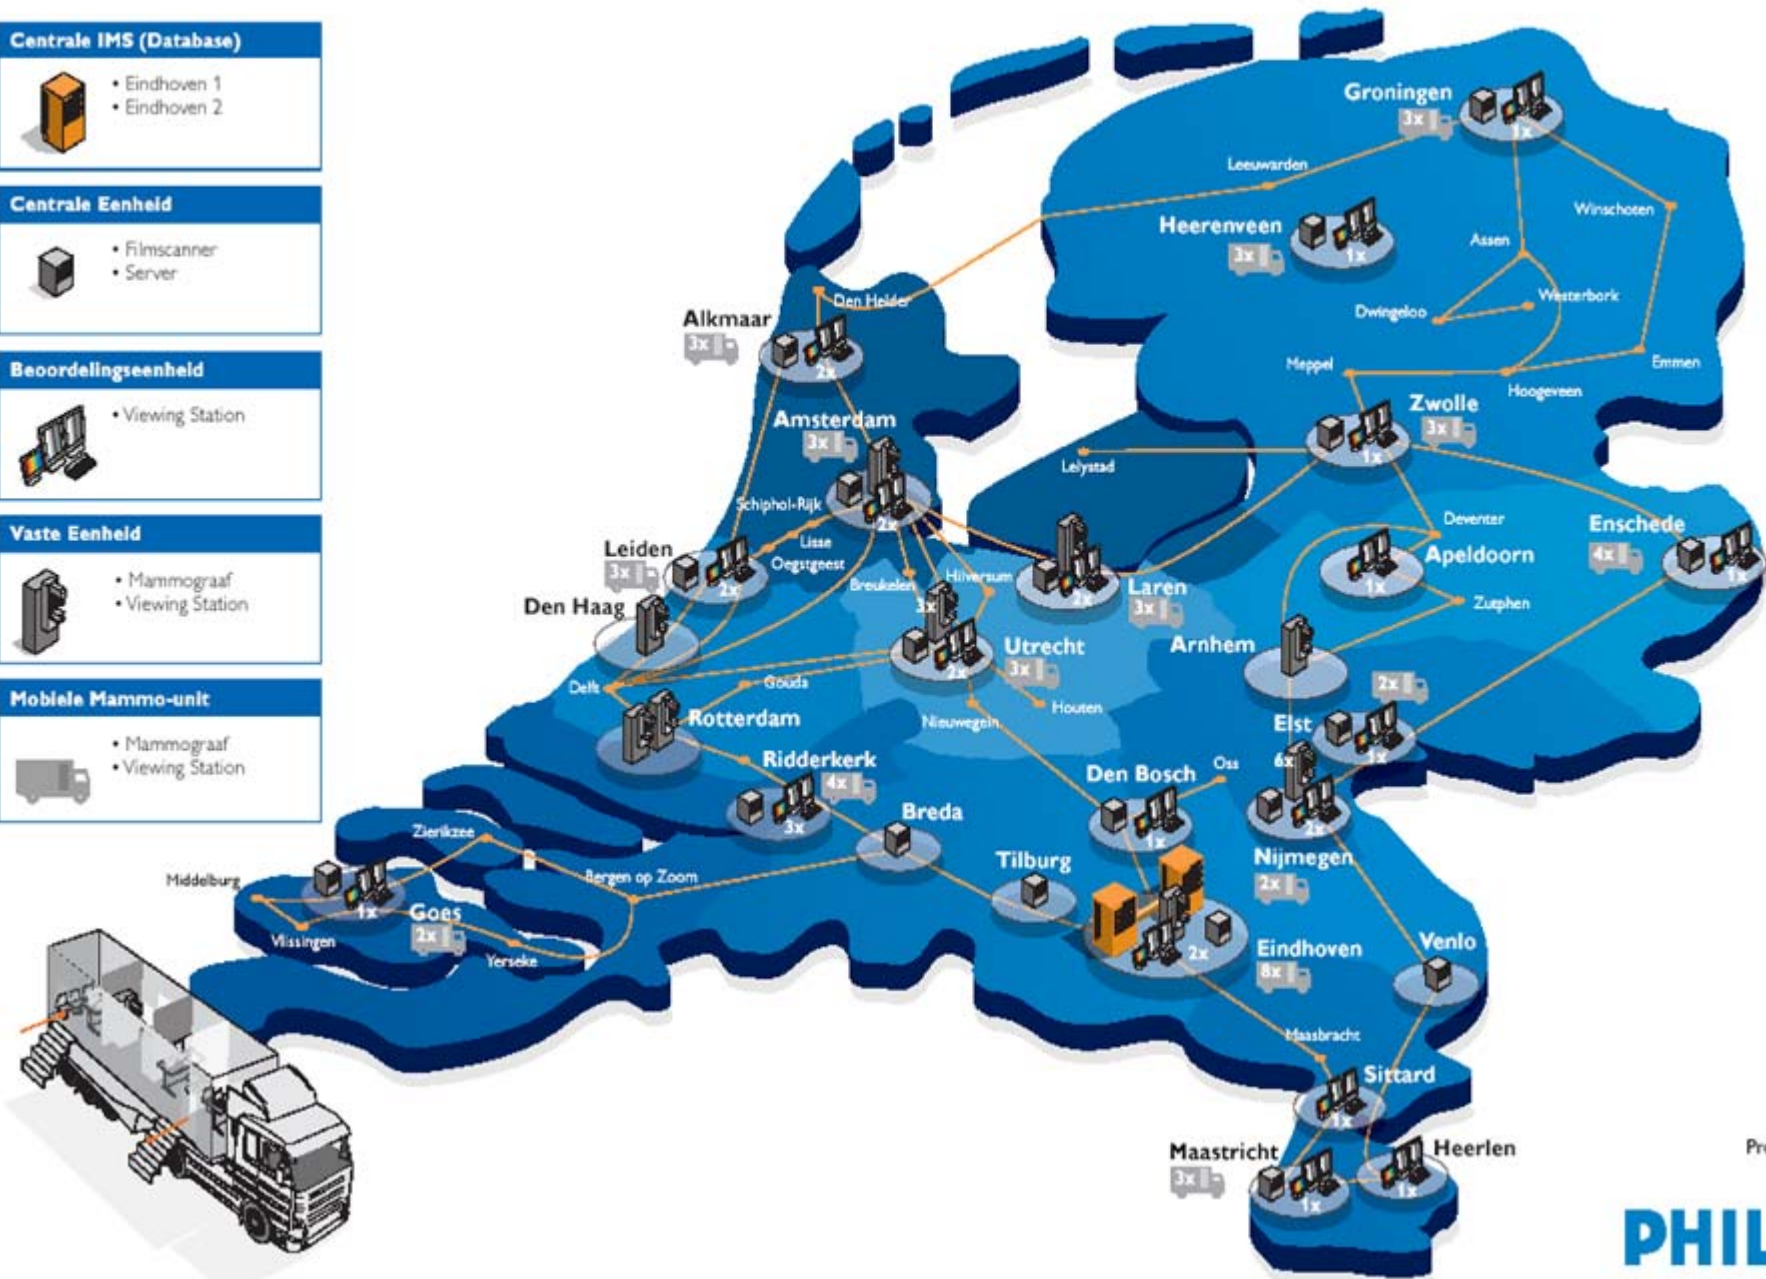 Centrale IMS (Database)
• Eindhoven 1
• Eindhoven 2
Centrale Eenheid
• Filmscanner
• Server
Beoordelingseenheid
• Viewing Station
Vaste Eenheid
• Mammograaf
• Viewing Station
Mobiele Mammo-unit
• Mammograaf
• Viewing Station
Groningen
3x
1x
Leeuwarden
Winschoten
Heerenveen
3x
1x
Assen
Westerbork
Dwingeloo
Den Helder
Alkmaar
3x
2x
Meppel
Emmen
Hoogeveen
Amsterdam
3x
2x
Zwolle
3x
1x
Lelystad
Schiphol-Rijk
Lisse
Oegstgeest
Leiden
3x
2x
Deventer
Enschede
4x
1x
Apeldoorn
1x
Breukelen
Hilversum
Laren
3x
2x
Den Haag
3x
Zutphen
Utrecht
3x
2x
Arnhem
Delft
Gouda
Houten
Nieuwegein
2x
Rotterdam
Elst
1x
6x
Ridderkerk
4x
3x
Den Bosch
1x
Oss
Breda
2x
Nijmegen
2x
Zierikzee
Tilburg
Bergen op Zoom
Middelburg
1x
Goes
2x
Vlissingen
Yerseke
2x
Eindhoven
8x
Venlo
Maasbracht
Sittard
1x
Maastricht
3x
1x
Heerlen
1x
Pr
PHIL